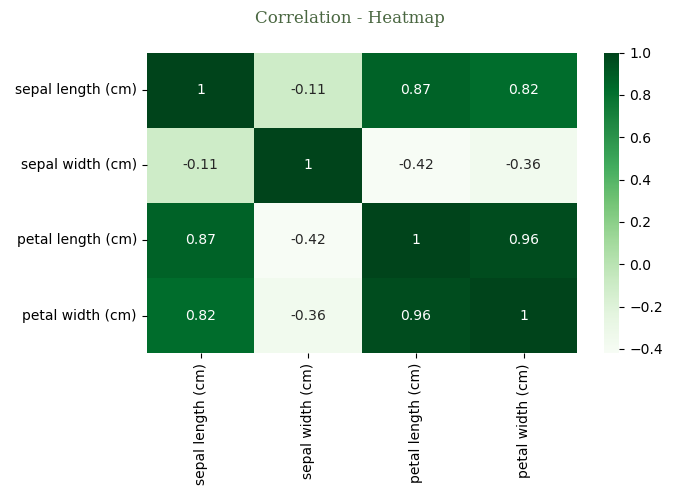 Correlation - Heatmap
sepal length (cm) 1 -0.11 0.87 0.82
sepal width (cm) -0.11 1 -0.42 -0.36
petal length (cm) 0.87 -0.42 1 0.96
petal width (cm) 0.82 -0.36 0.96 1
sepal length (cm)
sepal width (cm)
petal length (cm)
petal width (cm)
1.0
0.8
0.6
0.4
0.2
0.0
−0.2
−0.4